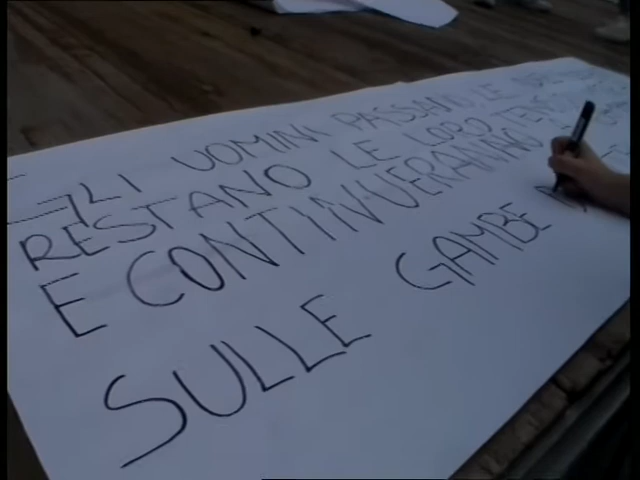 GLI UOMINI PASSANO, LE
RESTANO LE LORO
E CONTINUERANNO
SULLE GAMBE